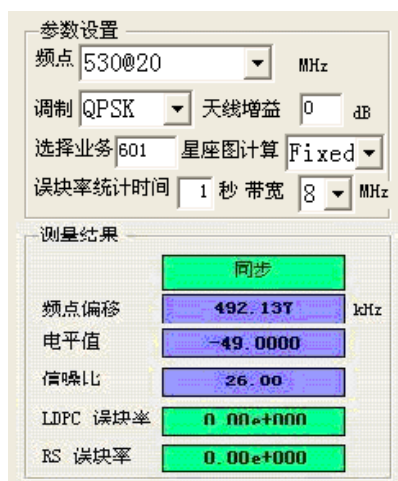 参数设置
频点 530@20 MHz
调制 QPSK 天线增益 0 dB
选择业务 601 星座图计算 Fixed
误块率统计时间 1 秒 带宽 8 MHz
测量结果
同步
频点偏移 492.137 kHz
电平值 -49.0000
信噪比 26.00
LDPC 误块率 0.00e+000
RS 误块率 0.00e+000